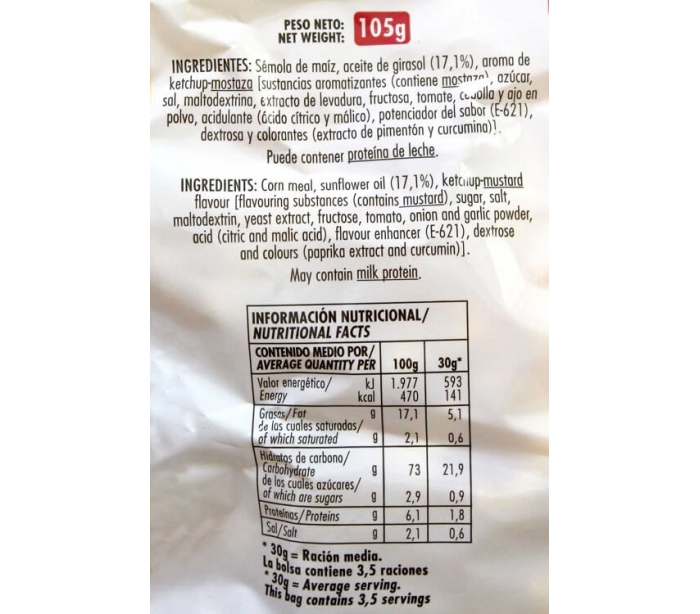 PESO NETO:
NET WEIGHT: 105g
INGREDIENTES: Sémola de maíz, aceite de girasol (17,1%), aroma de
ketchup-mostaza [sustancias aromatizantes (contiene mostaza), azúcar,
sal, maltodextrina, extracto de levadura, fructosa, tomate, cebolla y ajo en
polvo, acidulante (ácido cítrico y málico), potenciador del sabor (E-621),
dextrosa y colorantes (extracto de pimentón y curcumina)].
Puede contener proteína de leche.
INGREDIENTS: Corn meal, sunflower oil (17,1%), ketchup-mustard
flavour [flavouring substances (contains mustard), sugar, salt,
maltodextrin, yeast extract, fructose, tomato, onion and garlic powder,
acid (citric and malic acid), flavour enhancer (E-621), dextrose
and colours (paprika extract and curcumin)].
May contain milk protein.
INFORMACIÓN NUTRICIONAL/
NUTRITIONAL FACTS
CONTENIDO MEDIO POR/
AVERAGE QUANTITY PER 100g 30g*
Valor energético/ kJ 1.977 593
Energy kcal 470 141
Grasas/Fat g 17,1 5,1
de las cuales saturadas/
of which saturated g 2,1 0,6
Hidratos de carbono/
Carbohydrate g 73 21,9
de los cuales azúcares/
of which are sugars g 2,9 0,9
Proteínas/Proteins g 6,1 1,8
Sal/Salt g 2,1 0,6
* 30g = Ración media.
La bolsa contiene 3,5 raciones
* 30g = Average serving.
This bag contains 3,5 servings